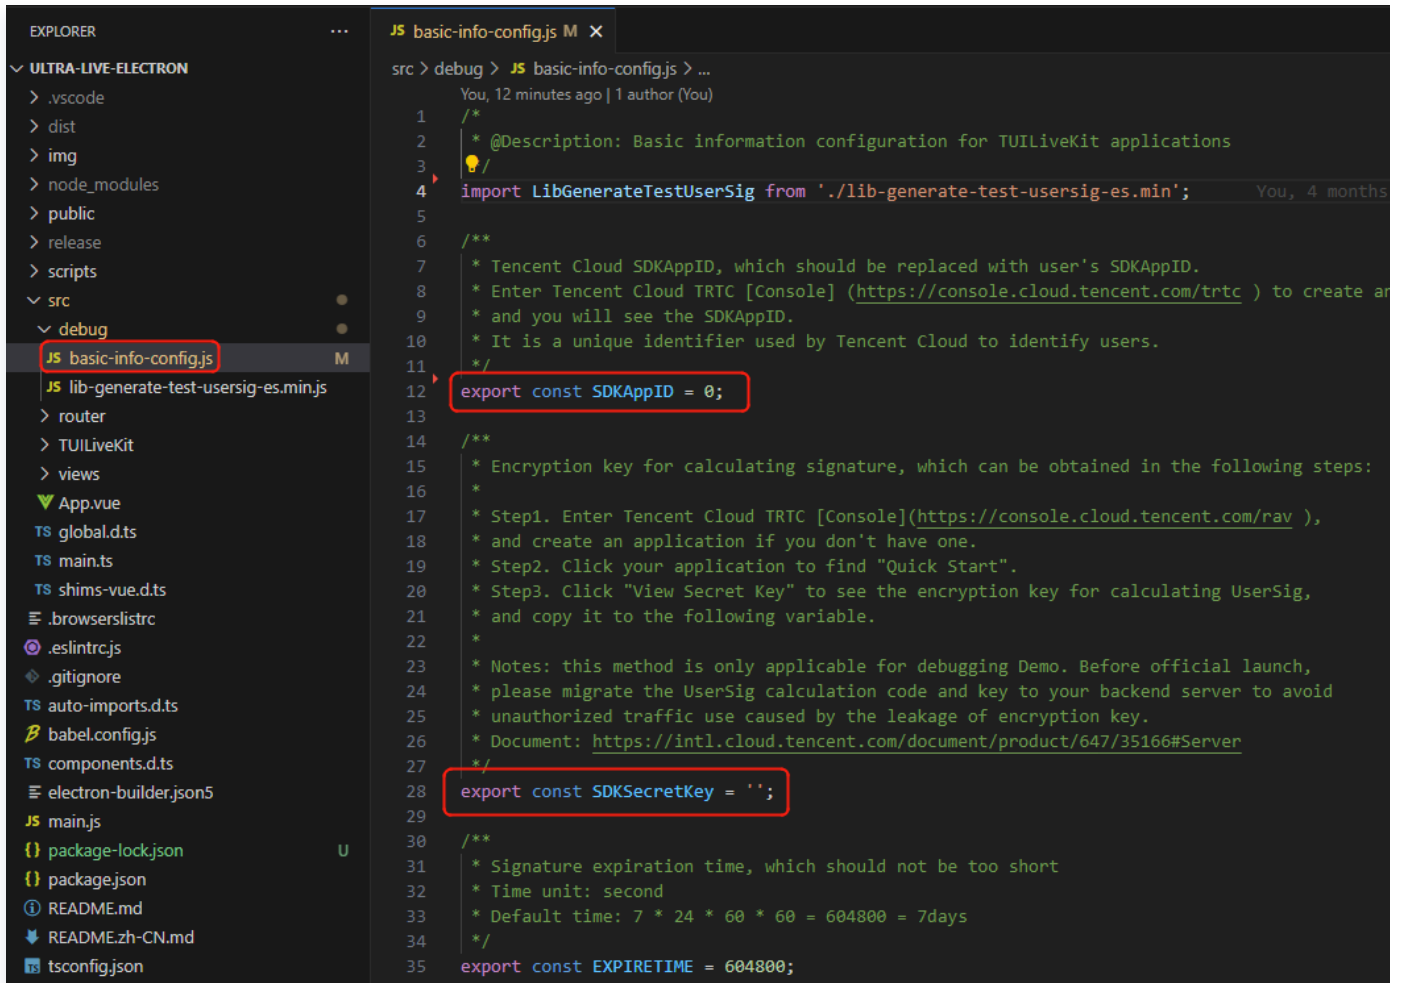 EXPLORER
ULTRA-LIVE-ELECTRON
.vscode
dist
img
node_modules
public
release
scripts
src
debug
JS basic-info-config.js M
JS lib-generate-test-usersig-es.min.js
router
TUILiveKit
views
App.vue
TS global.d.ts
TS main.ts
TS shims-vue.d.ts
.browserslistrc
.eslintrc.js
.gitignore
TS auto-imports.d.ts
babel.config.js
TS components.d.ts
electron-builder.json5
JS main.js
{} package-lock.json U
{} package.json
README.md
README.zh-CN.md
TS tsconfig.json
JS basic-info-config.js M ×
src > debug > JS basic-info-config.js > ...
You, 12 minutes ago | 1 author (You)
1 /*
2 * @Description: Basic information configuration for TUILiveKit applications
3 */
4 import LibGenerateTestUserSig from './lib-generate-test-usersig-es.min'; You, 4 months
5
6 /**
7 * Tencent Cloud SDKAppID, which should be replaced with user's SDKAppID.
8 * Enter Tencent Cloud TRTC [Console] (https://console.cloud.tencent.com/trtc ) to create an
9 * and you will see the SDKAppID.
10 * It is a unique identifier used by Tencent Cloud to identify users.
11 */
12 export const SDKAppID = 0;
13
14 /**
15 * Encryption key for calculating signature, which can be obtained in the following steps:
16 *
17 * Step1. Enter Tencent Cloud TRTC [Console](https://console.cloud.tencent.com/rav ),
18 * and create an application if you don't have one.
19 * Step2. Click your application to find "Quick Start".
20 * Step3. Click "View Secret Key" to see the encryption key for calculating UserSig,
21 * and copy it to the following variable.
22 *
23 * Notes: this method is only applicable for debugging Demo. Before official launch,
24 * please migrate the UserSig calculation code and key to your backend server to avoid
25 * unauthorized traffic use caused by the leakage of encryption key.
26 * Document: https://intl.cloud.tencent.com/document/product/647/35166#Server
27 */
28 export const SDKSecretKey = '';
29
30 /**
31 * Signature expiration time, which should not be too short
32 * Time unit: second
33 * Default time: 7 * 24 * 60 * 60 = 604800 = 7days
34 */
35 export const EXPIRETIME = 604800;